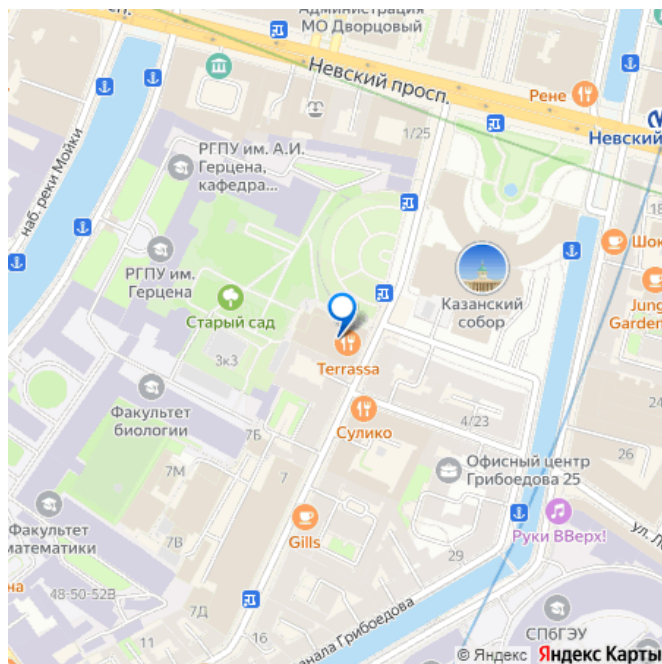 Администрация
МО Дворцовый
Невский просп.
Рене
1/25
Невский
РГПУ им. А.И.
Герцена,
кафедра...
наб. реки Мойки
18
Шок
РГПУ им.
Герцена
Казанский
собор
Jung
Garden
Старый сад
3к3
Terrassa
24
Факультет
биологии
4/23
Сулико
7Б
26
Офисный центр
Грибоедова 25
7М
7
Факультет
математики
Gills
Руки ВВерх!
7В
29
на
48-50-52В
СПбГЭУ
7Д
11
16
канала Грибоедова
© Яндекс Яндекс Карты